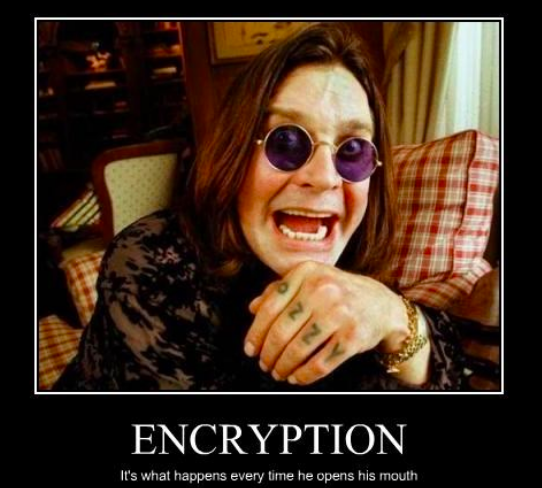 OZZY
ENCRYPTION
It's what happens every time he opens his mouth